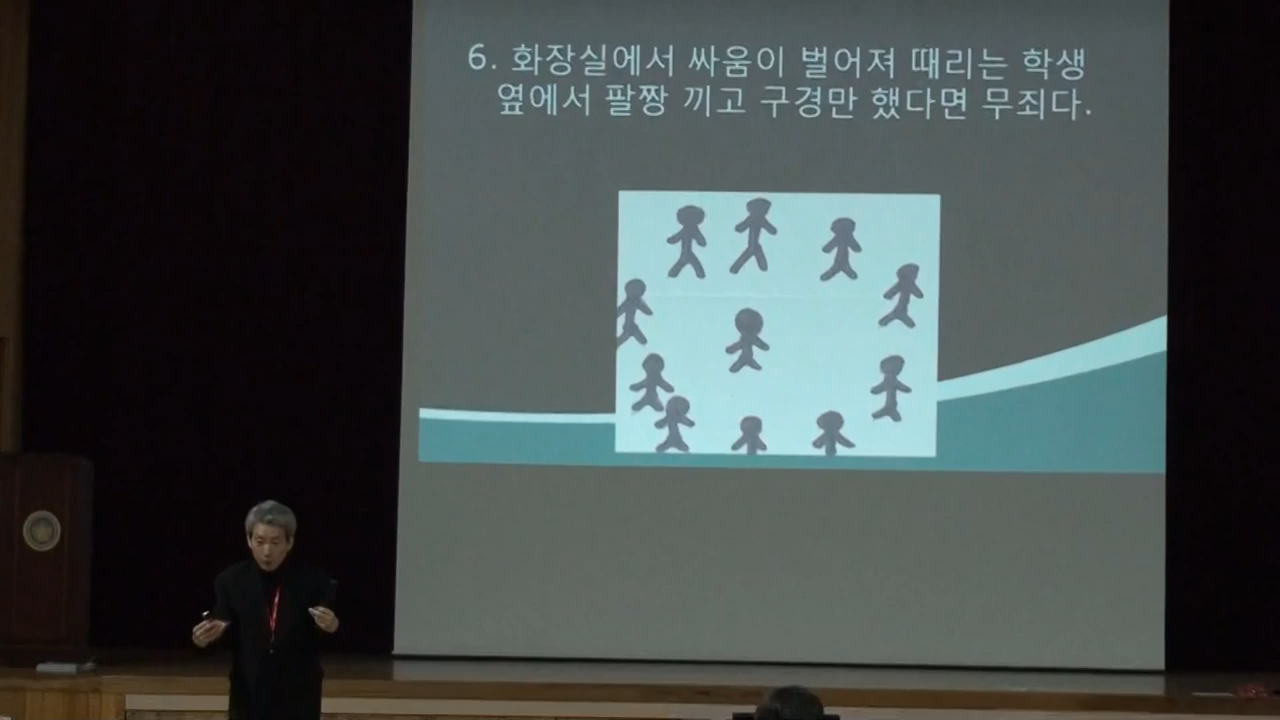 6. 화장실에서 싸움이 벌어져 때리는 학생
옆에서 팔짱 끼고 구경만 했다면 무죄다.